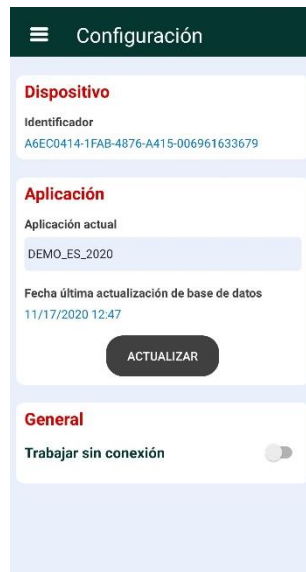 Configuración
Dispositivo
Identificador
A6EC0414-1FAB-4876-A415-006961633679
Aplicación
Aplicación actual
DEMO_ES_2020
Fecha última actualización de base de datos
11/17/2020 12:47
ACTUALIZAR
General
Trabajar sin conexión